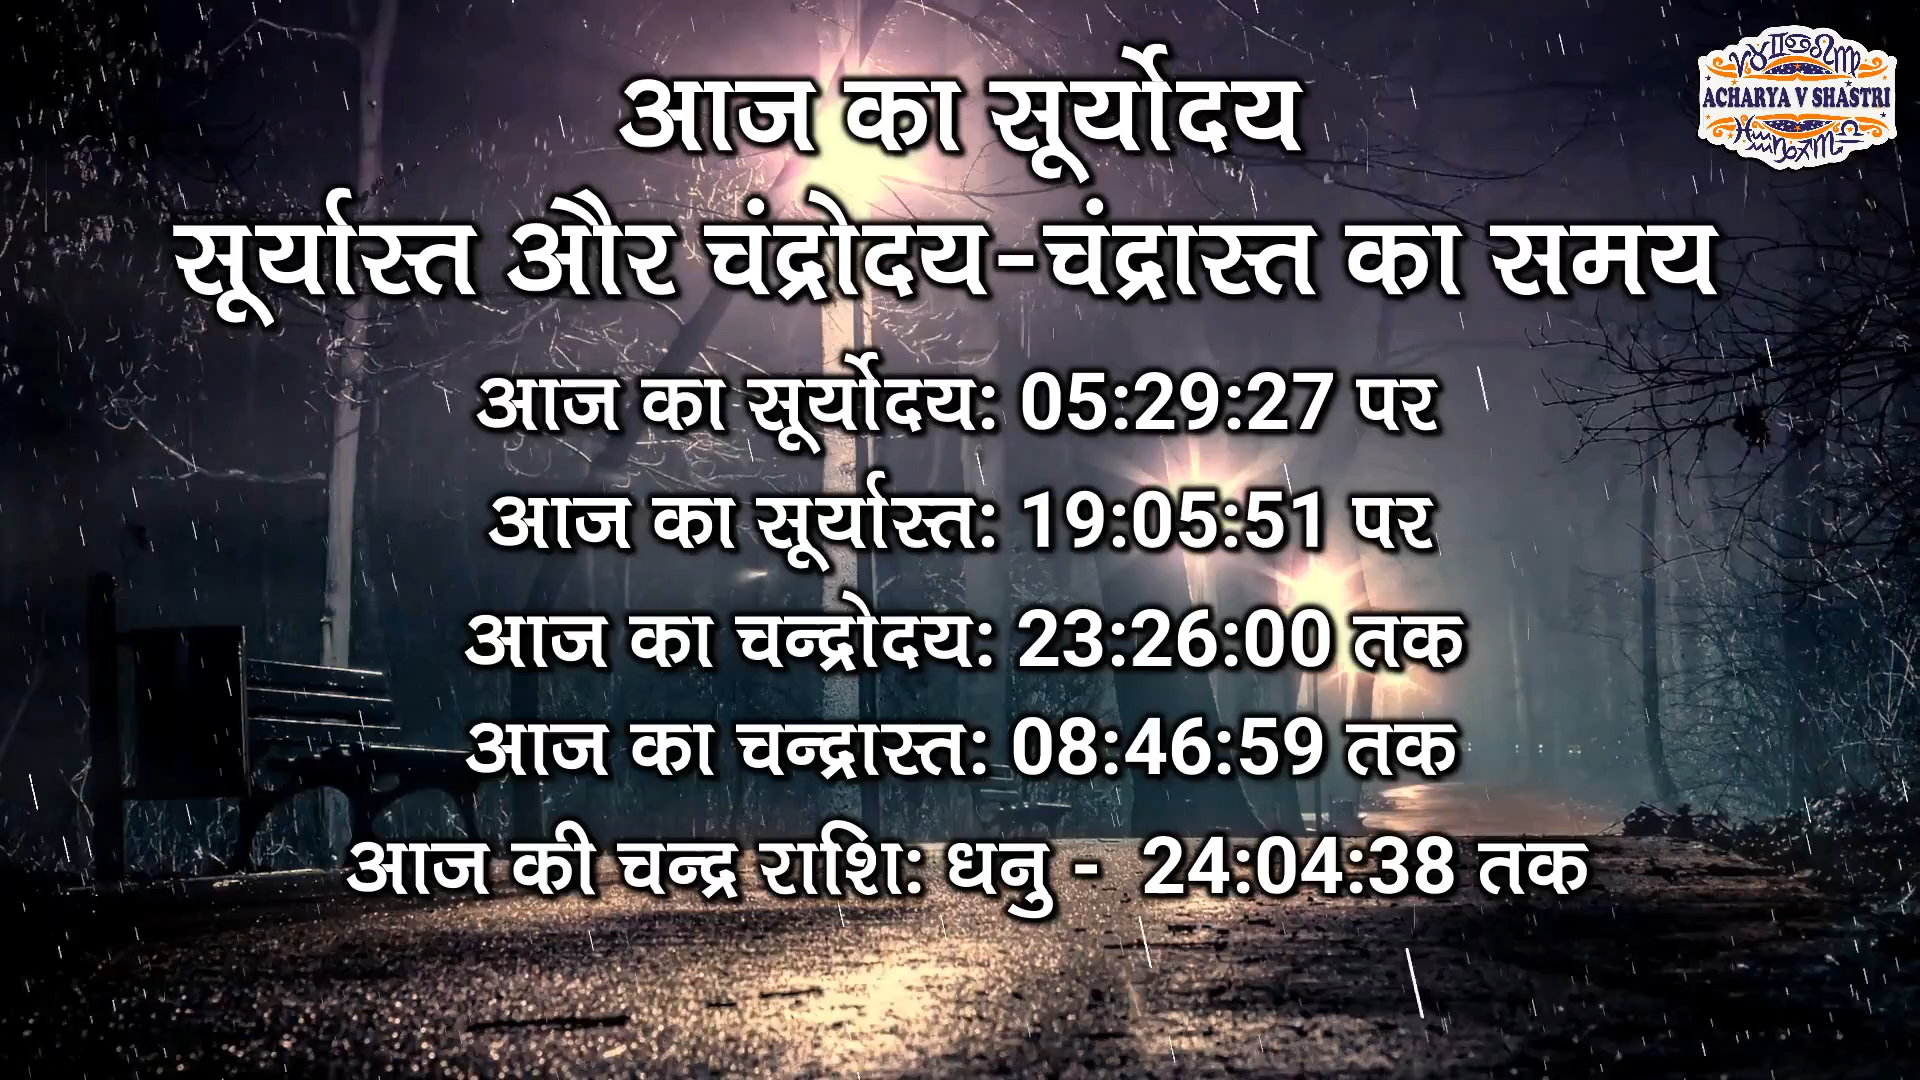 आज का सूर्योदय
सूर्यास्त और चंद्रोदय-चंद्रास्त का समय
आज का सूर्योदय: 05:29:27 पर
आज का सूर्यास्त: 19:05:51 पर
आज का चन्द्रोदय: 23:26:00 तक
आज का चन्द्रास्त: 08:46:59 तक
आज की चन्द्र राशि: धनु - 24:04:38 तक
ACHARYA V SHASTRI